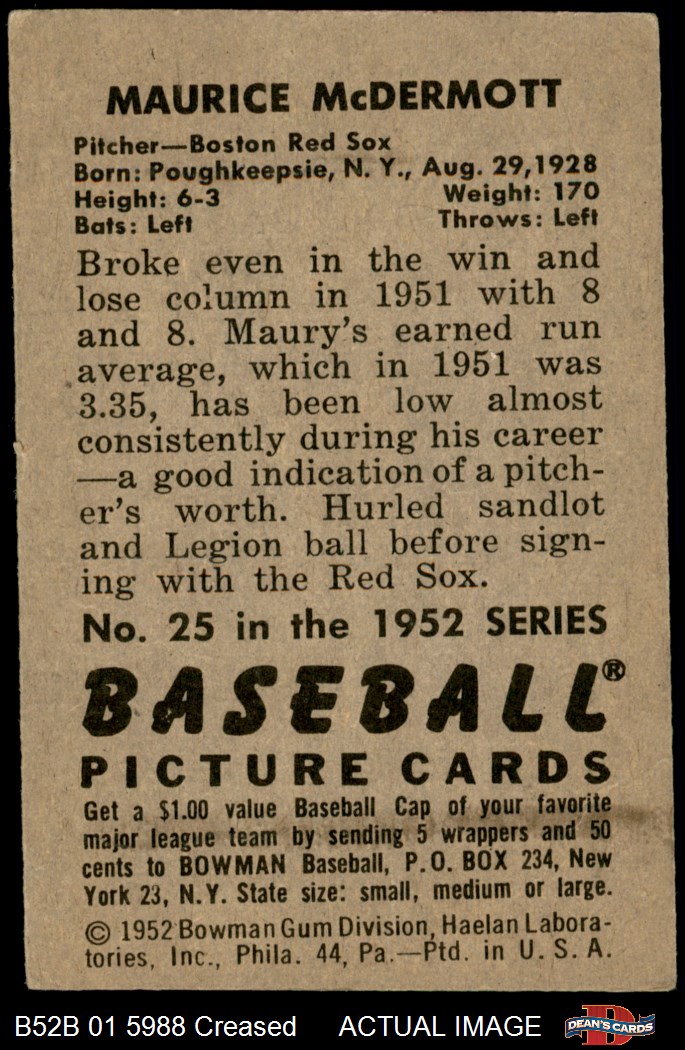 MAURICE McDERMOTT
Pitcher—Boston Red Sox
Born: Poughkeepsie, N. Y., Aug. 29, 1928
Height: 6-3 Weight: 170
Bats: Left Throws: Left
Broke even in the win and
lose column in 1951 with 8
and 8. Maury's earned run
average, which in 1951 was
3.35, has been low almost
consistently during his career
—a good indication of a pitch-
er's worth. Hurled sandlot
and Legion ball before sign-
ing with the Red Sox.
No. 25 in the 1952 SERIES
BASEBALL®
PICTURE CARDS
Get a $1.00 value Baseball Cap of your favorite
major league team by sending 5 wrappers and 50
cents to BOWMAN Baseball, P.O. BOX 234, New
York 23, N.Y. State size: small, medium or large.
© 1952 Bowman Gum Division, Haelan Labora-
tories, Inc., Phila. 44, Pa.—Ptd. in U. S. A.
B52B 01 5988 Creased ACTUAL IMAGE
D
DEAN'S CARDS